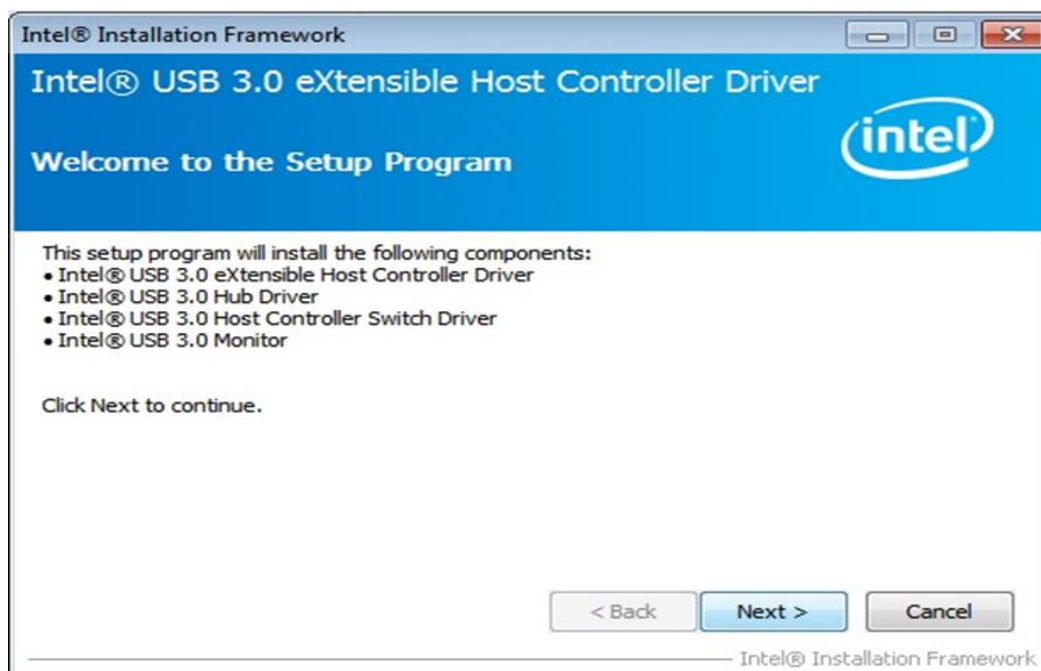 Intel® Installation Framework
Intel® USB 3.0 eXtensible Host Controller Driver
intel
Welcome to the Setup Program
This setup program will install the following components:
• Intel® USB 3.0 eXtensible Host Controller Driver
• Intel® USB 3.0 Hub Driver
• Intel® USB 3.0 Host Controller Switch Driver
• Intel® USB 3.0 Monitor
Click Next to continue.
< Back Next > Cancel
Intel® Installation Framework